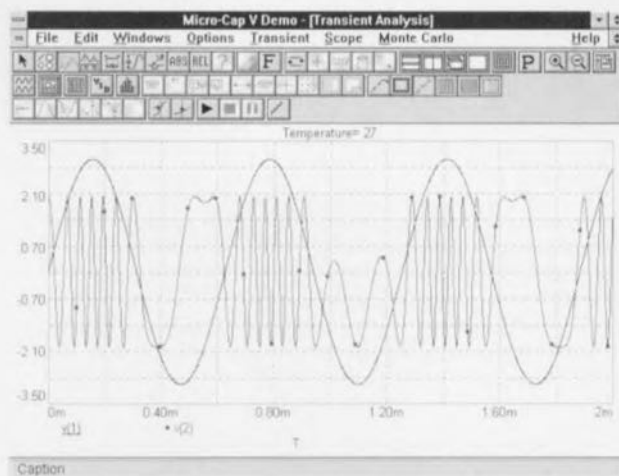 Micro-Cap V Demo - [Transient Analysis]
File Edit Windows Options Transient Scope Monte Carlo Help
ABS REL ? F P
Temperature= 27
3.50
2.10
0.70
-0.70
-2.10
-3.50
0m 0.40m 0.80m 1.20m 1.60m 2m
v(1) v(2)
T
Caption